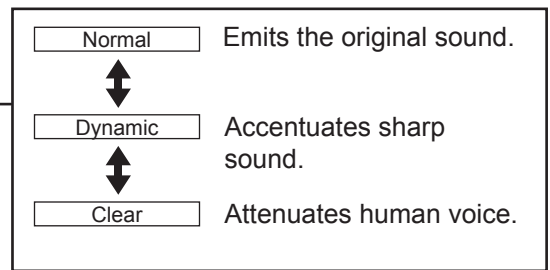 Normal Emits the original sound.
Dynamic Accentuates sharp
sound.
Clear Attenuates human voice.